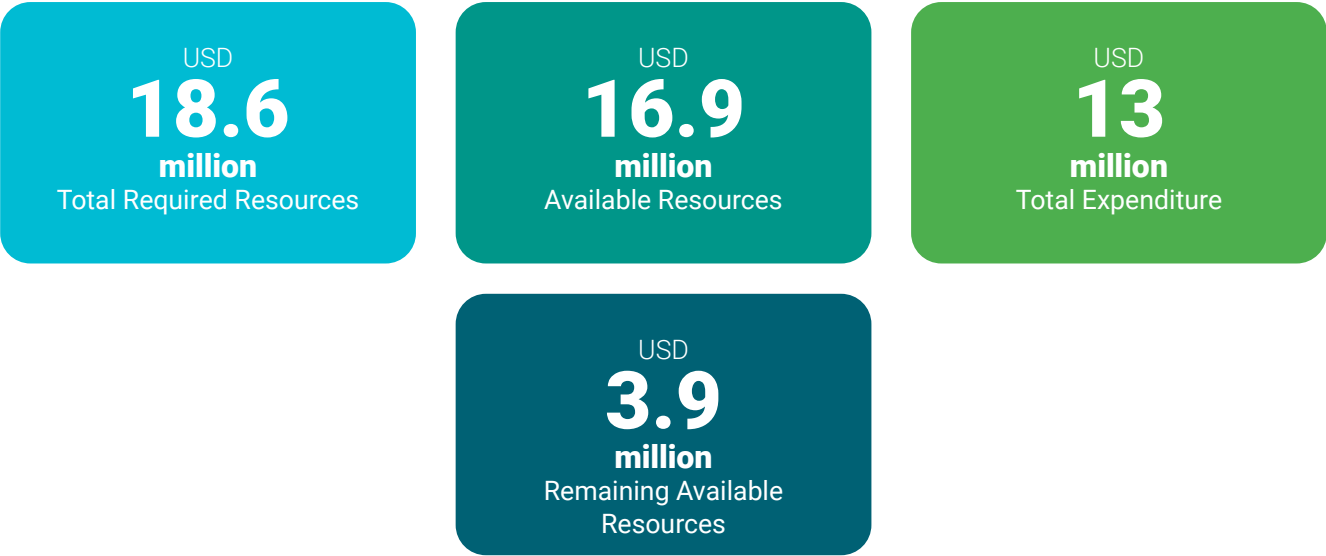 USD
18.6
million
Total Required Resources
USD
16.9
million
Available Resources
USD
13
million
Total Expenditure
USD
3.9
million
Remaining Available
Resources